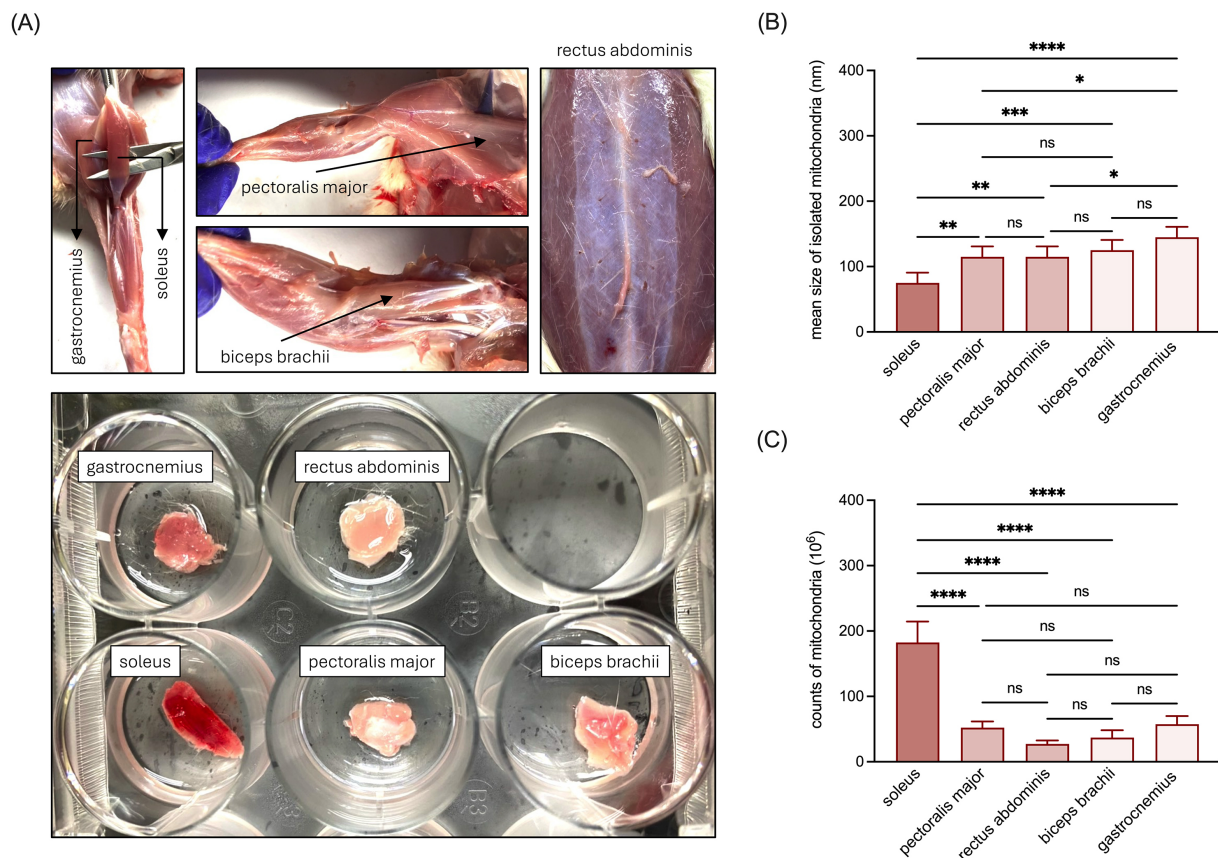 (A)
rectus abdominis
gastrocnemius
soleus
pectoralis major
biceps brachii
gastrocnemius
rectus abdominis
C2
B2
soleus
pectoralis major
biceps brachii
B3
(B)
mean size of isolated mitochondria (nm)
400
300
200
100
0
****
*
***
ns
**
*
**
ns
ns
ns
soleus
pectoralis major
rectus abdominis
biceps brachii
gastrocnemius
(C)
counts of mitochondria (10⁶)
400
300
200
100
0
****
****
****
****
ns
ns
ns
ns
ns
ns
soleus
pectoralis major
rectus abdominis
biceps brachii
gastrocnemius